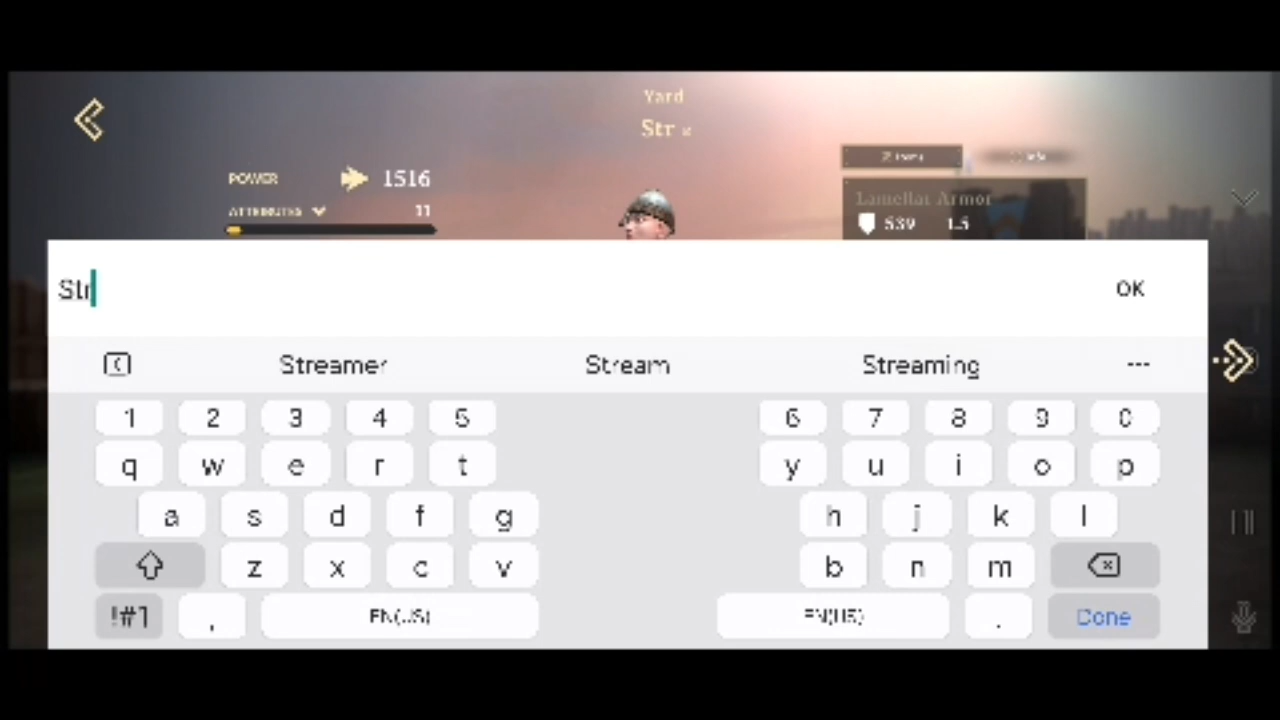 Yard
Str
POWER 1516
ATTRIBUTES 11
Lamellar Armor
539 1.5
Str
OK
Streamer Stream Streaming ...
1 2 3 4 5 6 7 8 9 0
q w e r t y u i o p
a s d f g h j k l
z x c v b n m
!#1 , EN(US) EN(US) . Done